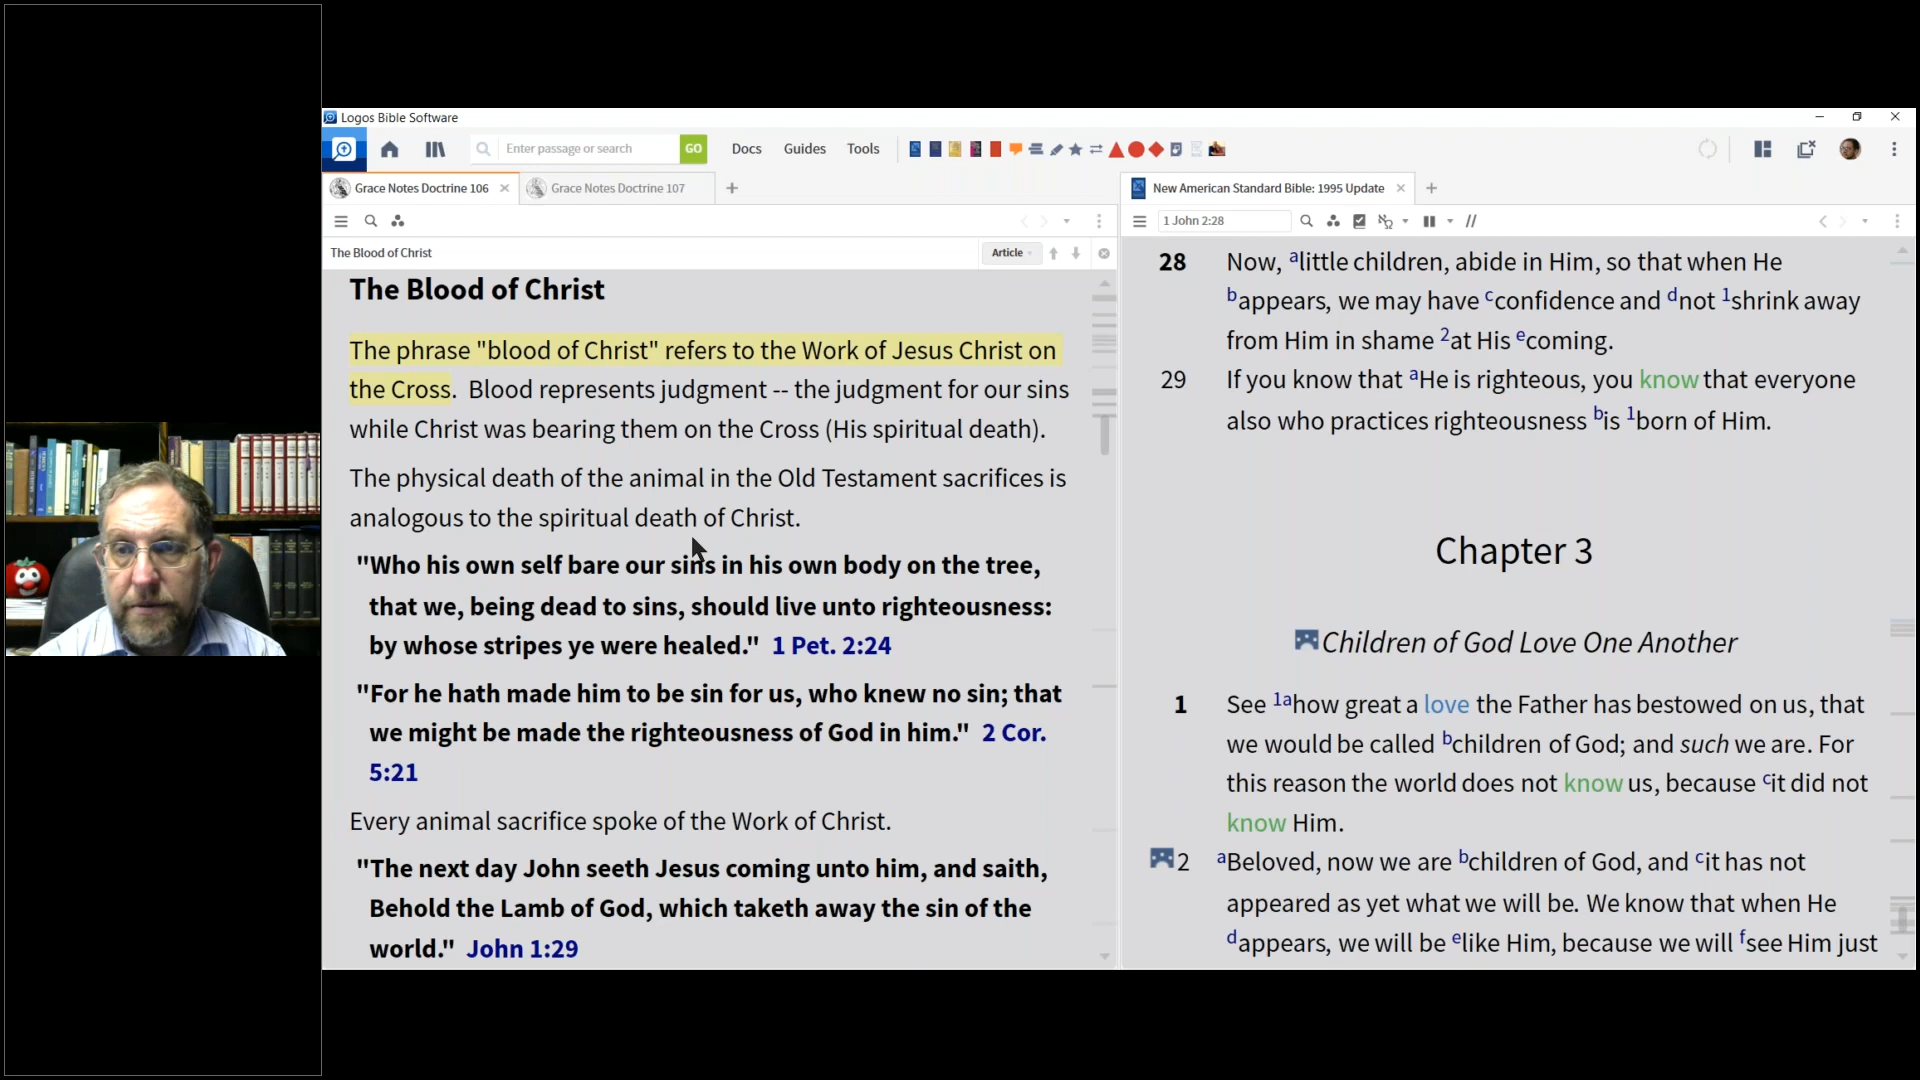 Logos Bible Software
Enter passage or search
GO
Docs
Guides
Tools
Grace Notes Doctrine 106
Grace Notes Doctrine 107
The Blood of Christ
Article
The Blood of Christ
The phrase "blood of Christ" refers to the Work of Jesus Christ on
the Cross.  Blood represents judgment -- the judgment for our sins
while Christ was bearing them on the Cross (His spiritual death).
The physical death of the animal in the Old Testament sacrifices is
analogous to the spiritual death of Christ.
"Who his own self bare our sins in his own body on the tree,
that we, being dead to sins, should live unto righteousness:
by whose stripes ye were healed."  1 Pet. 2:24
"For he hath made him to be sin for us, who knew no sin; that
we might be made the righteousness of God in him."  2 Cor.
5:21
Every animal sacrifice spoke of the Work of Christ.
"The next day John seeth Jesus coming unto him, and saith,
Behold the Lamb of God, which taketh away the sin of the
world."  John 1:29
New American Standard Bible: 1995 Update
1 John 2:28
28 Now, alittle children, abide in Him, so that when He
bappears, we may have cconfidence and dnot 1shrink away
from Him in shame 2at His ecoming.
29 If you know that aHe is righteous, you know that everyone
also who practices righteousness bis 1born of Him.
Chapter 3
Children of God Love One Another
1 See 1ahow great a love the Father has bestowed on us, that
we would be called bchildren of God; and such we are. For
this reason the world does not know us, because cit did not
know Him.
2 aBeloved, now we are bchildren of God, and cit has not
appeared as yet what we will be. We know that when He
dappears, we will be elike Him, because we will fsee Him just